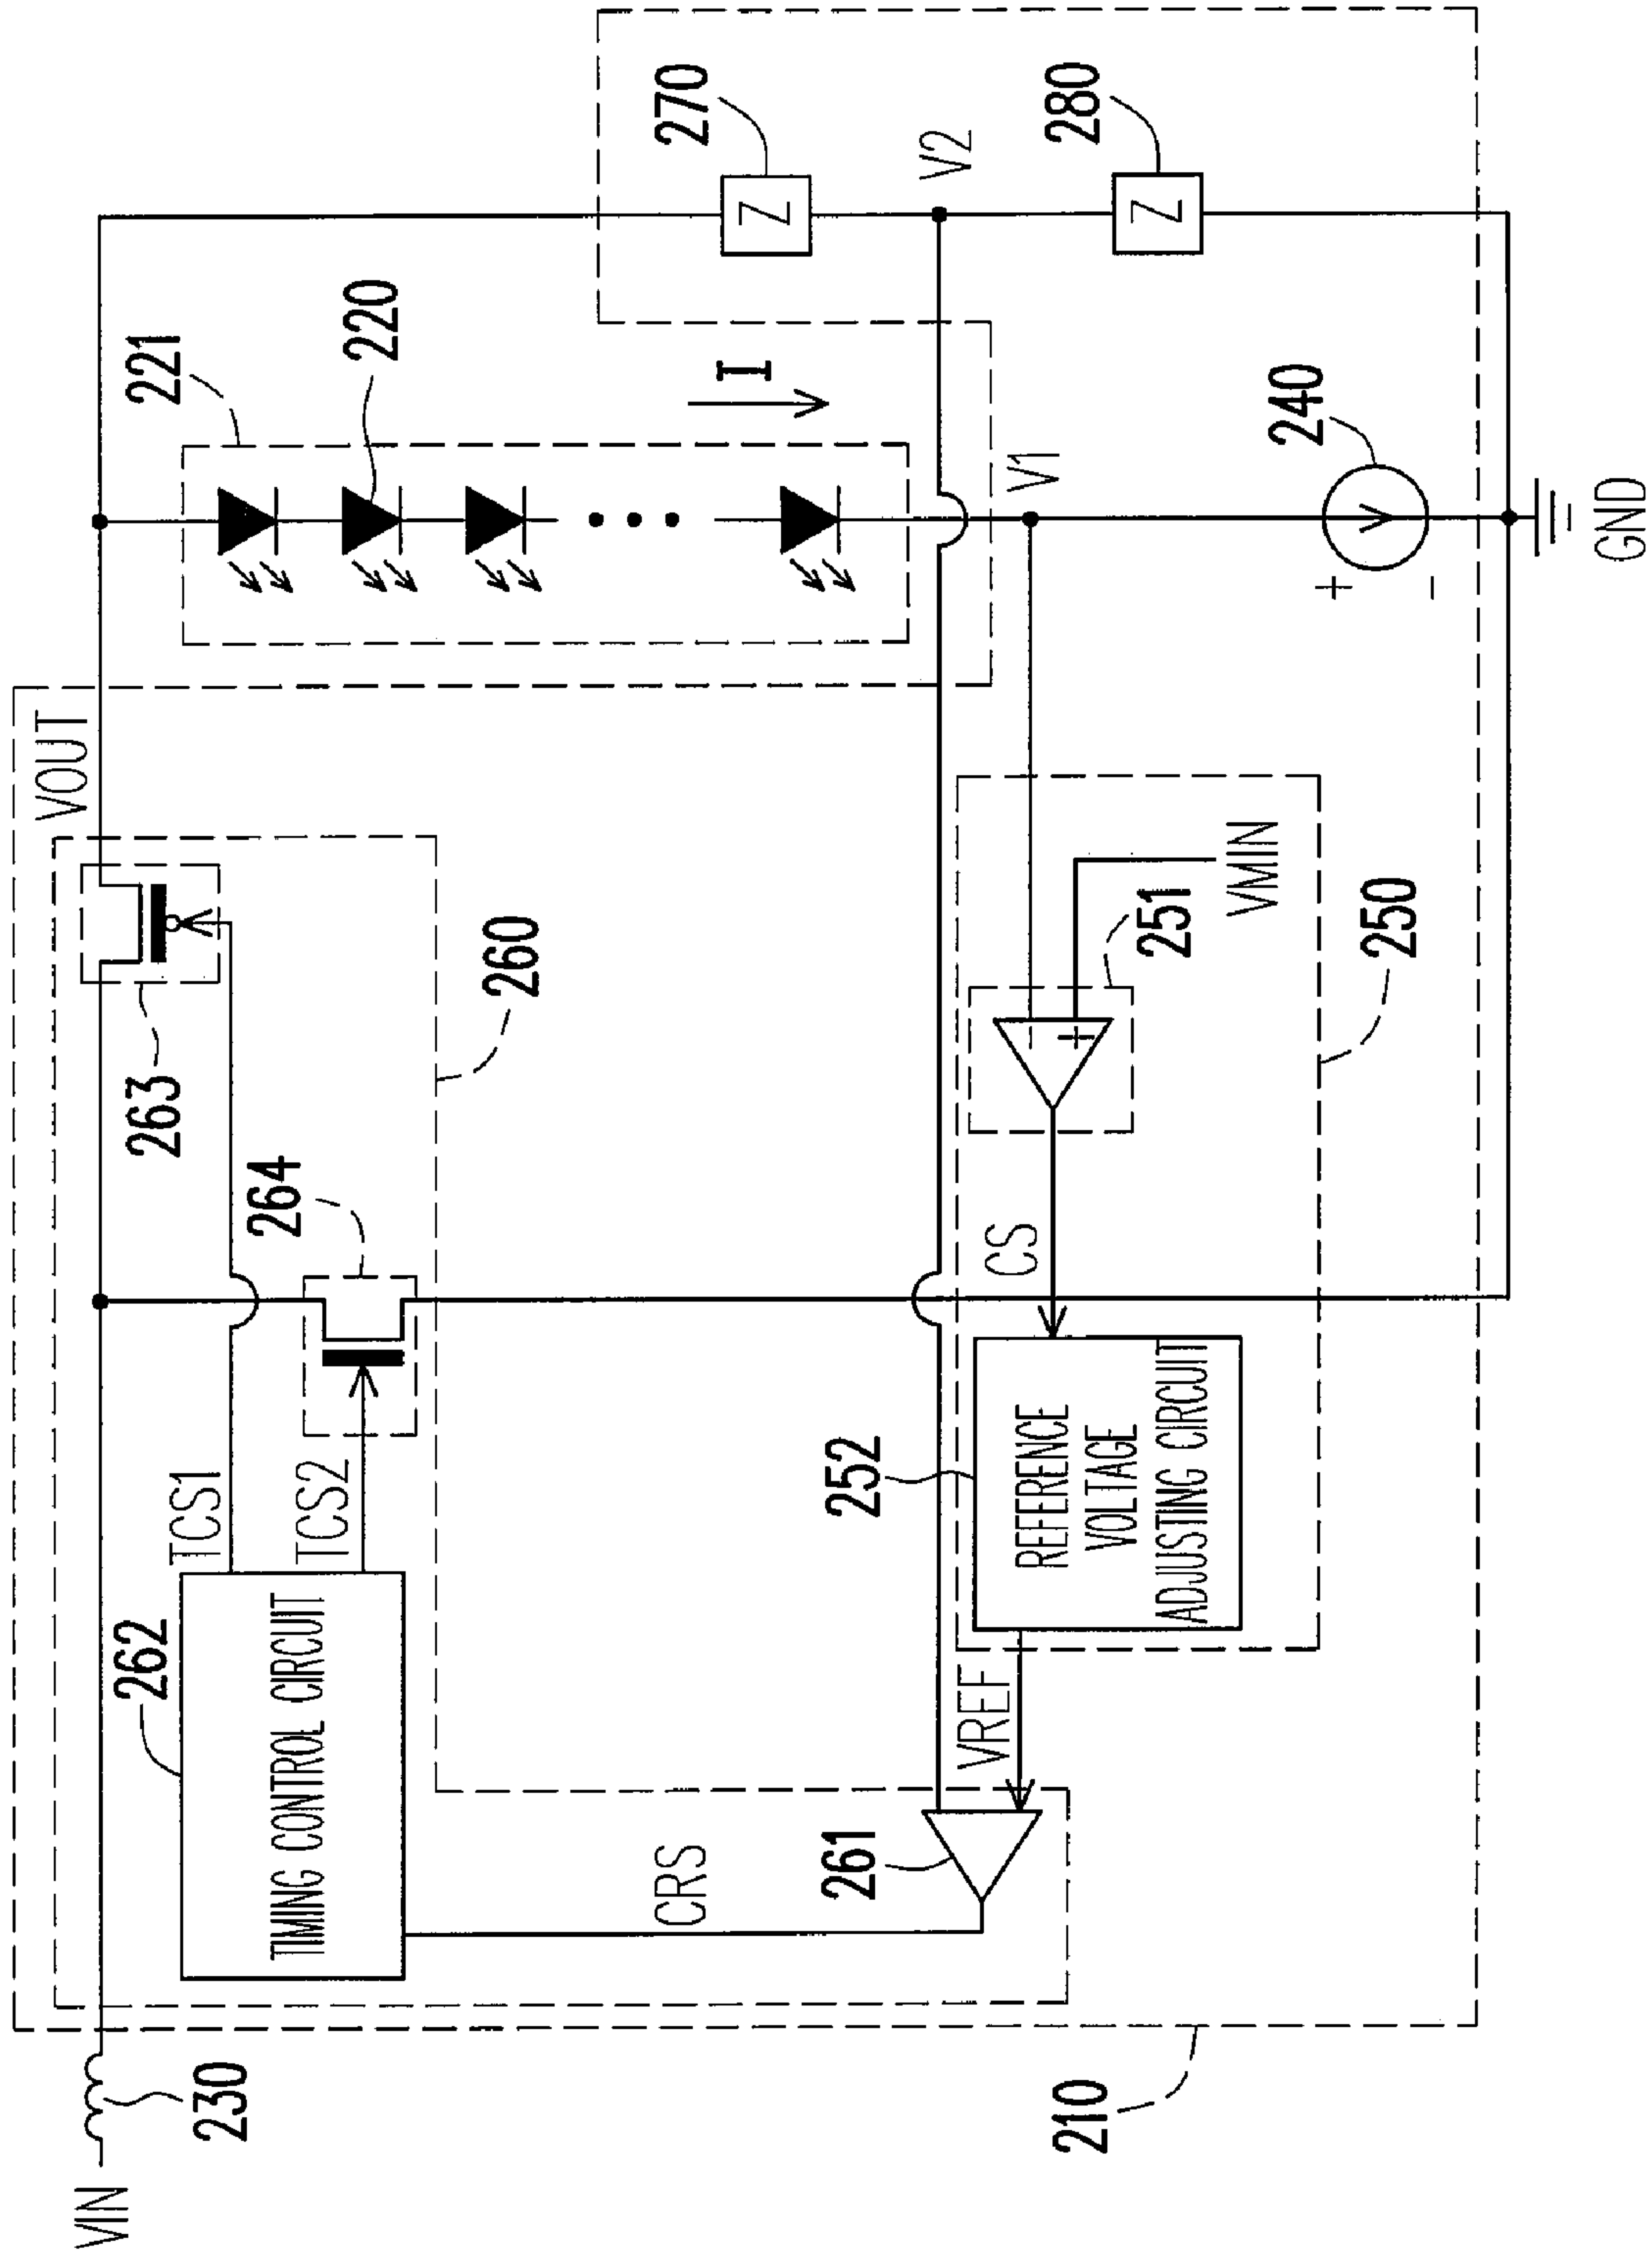 VIN
230
VOUT
263
TCS1
264
TCS2
262
TIMING CONTROL CIRCUIT
260
221
220
I
270
Z
V2
280
Z
CRS
261
VREF
252
REFERENCE
VOLTAGE
ADJUSTING CIRCUIT
CS
251
-
+
VMIN
250
V1
240
+
-
GND
210